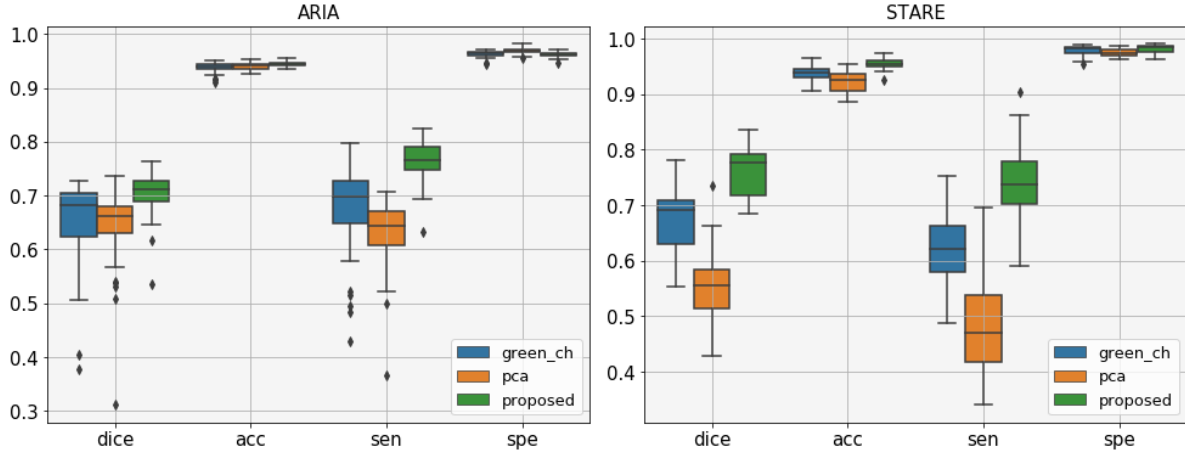 ARIA
1.0
0.9
0.8
0.7
0.6
0.5
0.4
0.3
dice acc sen spe
green_ch
pca
proposed
STARE
1.0
0.9
0.8
0.7
0.6
0.5
0.4
dice acc sen spe
green_ch
pca
proposed